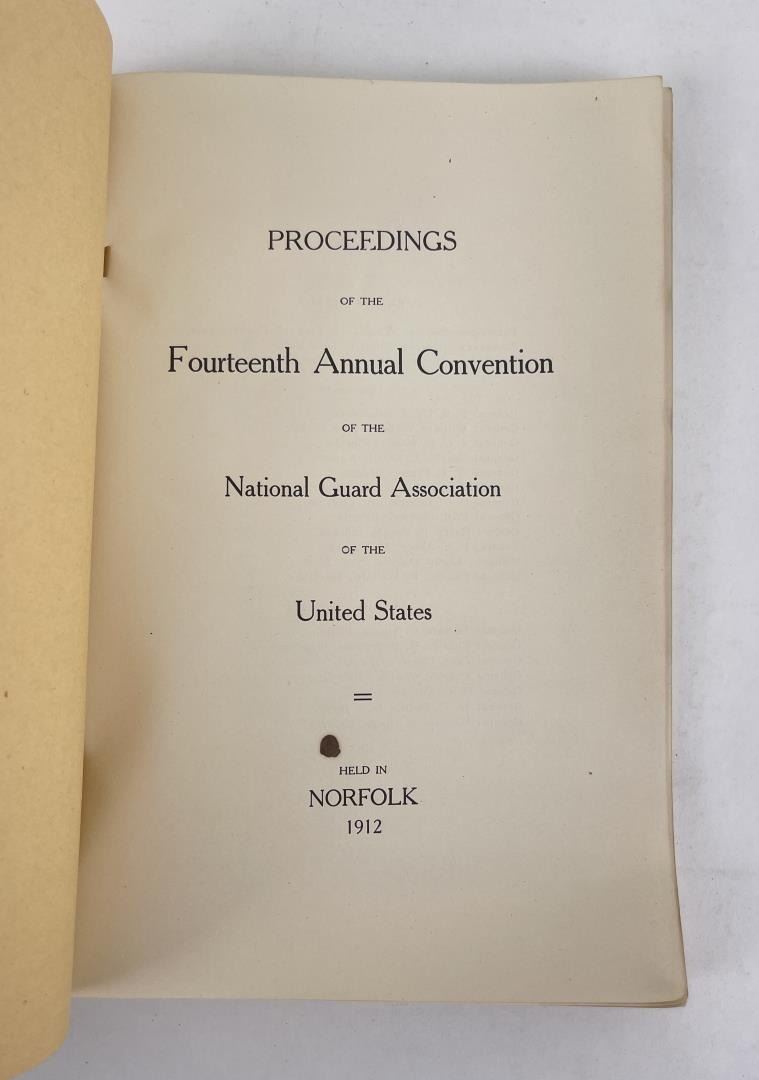 PROCEEDINGS
OF THE
Fourteenth Annual Convention
OF THE
National Guard Association
OF THE
United States
HELD IN
NORFOLK
1912